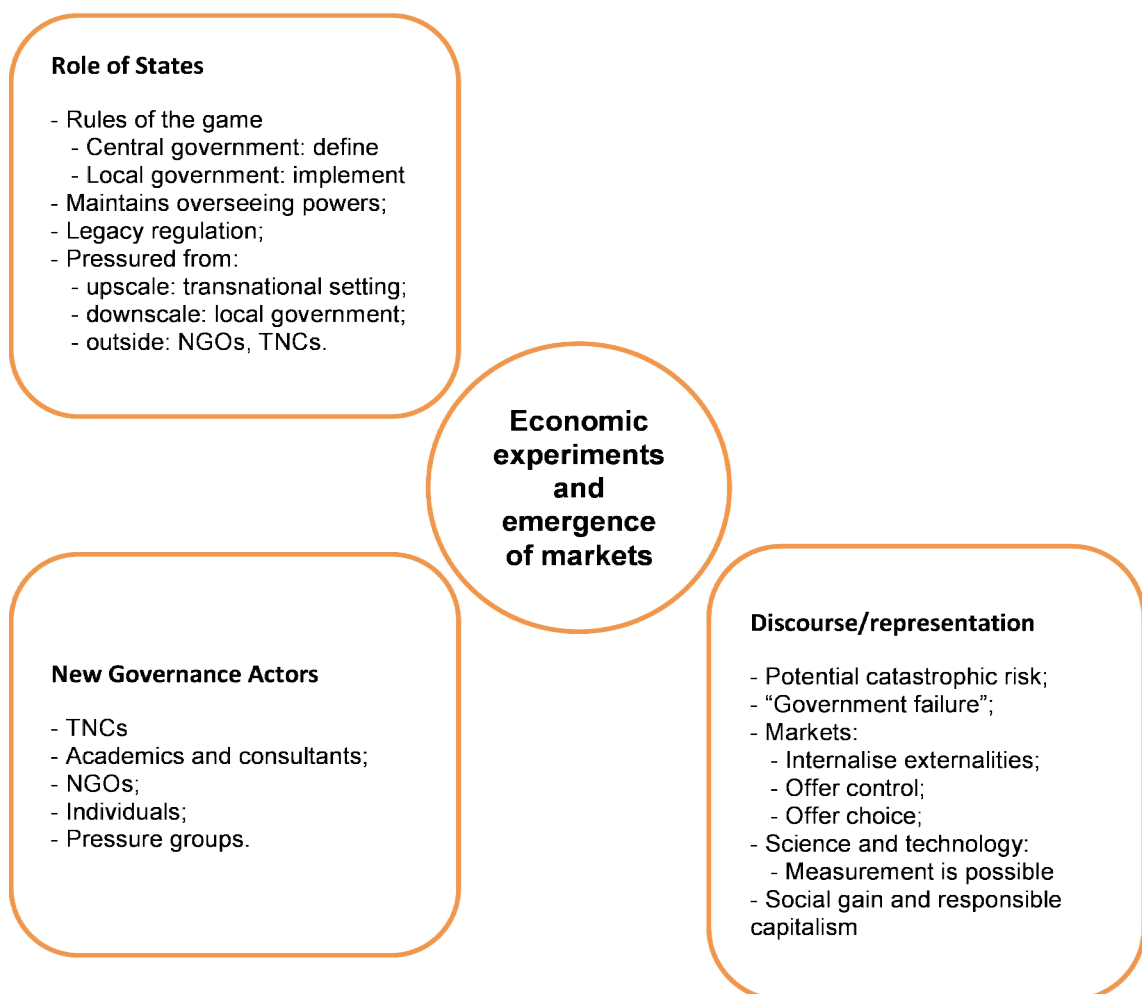 Role of States
- Rules of the game
- Central government: define
- Local government: implement
- Maintains overseeing powers;
- Legacy regulation;
- Pressured from:
- upscale: transnational setting;
- downscale: local government;
- outside: NGOs, TNCs.
Economic
experiments
and
emergence
of markets
New Governance Actors
- TNCs
- Academics and consultants;
- NGOs;
- Individuals;
- Pressure groups.
Discourse/representation
- Potential catastrophic risk;
- “Government failure”;
- Markets:
- Internalise externalities;
- Offer control;
- Offer choice;
- Science and technology:
- Measurement is possible
- Social gain and responsible
capitalism